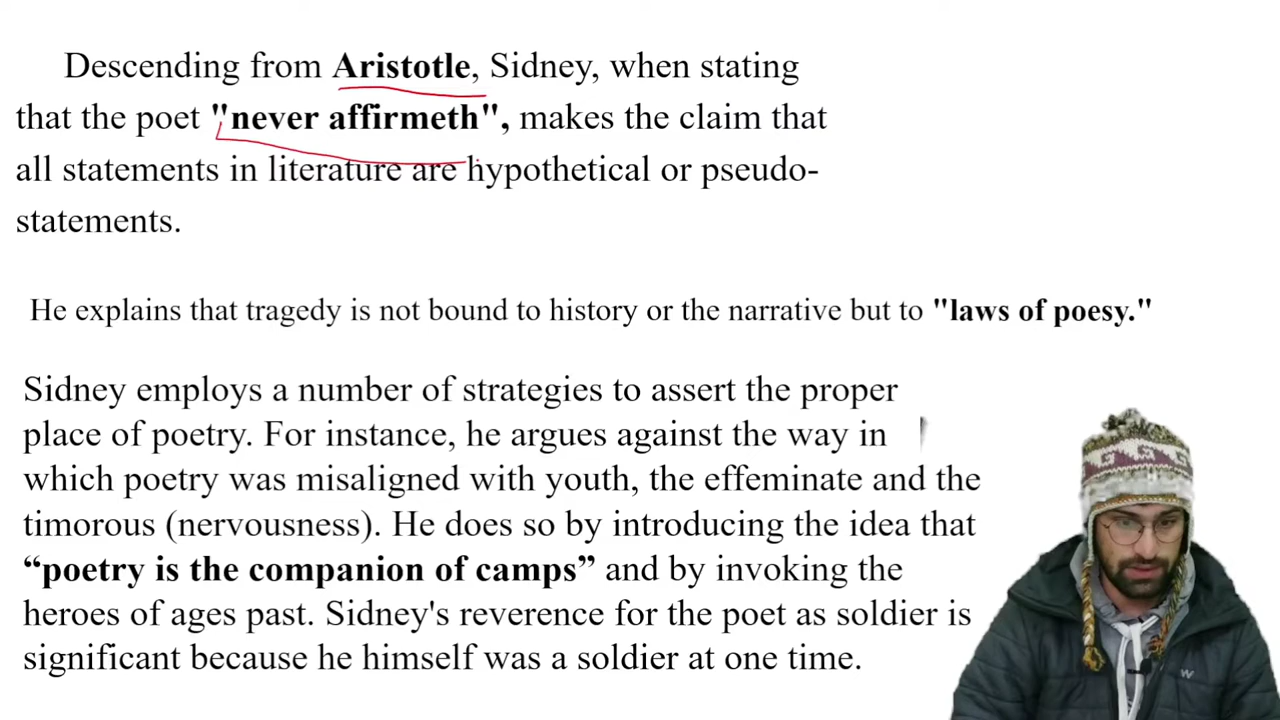 Descending from Aristotle, Sidney, when stating
that the poet "never affirmeth", makes the claim that
all statements in literature are hypothetical or pseudo-
statements.
He explains that tragedy is not bound to history or the narrative but to "laws of poesy."
Sidney employs a number of strategies to assert the proper
place of poetry. For instance, he argues against the way in
which poetry was misaligned with youth, the effeminate and the
timorous (nervousness). He does so by introducing the idea that
“poetry is the companion of camps” and by invoking the
heroes of ages past. Sidney's reverence for the poet as soldier is
significant because he himself was a soldier at one time.
W